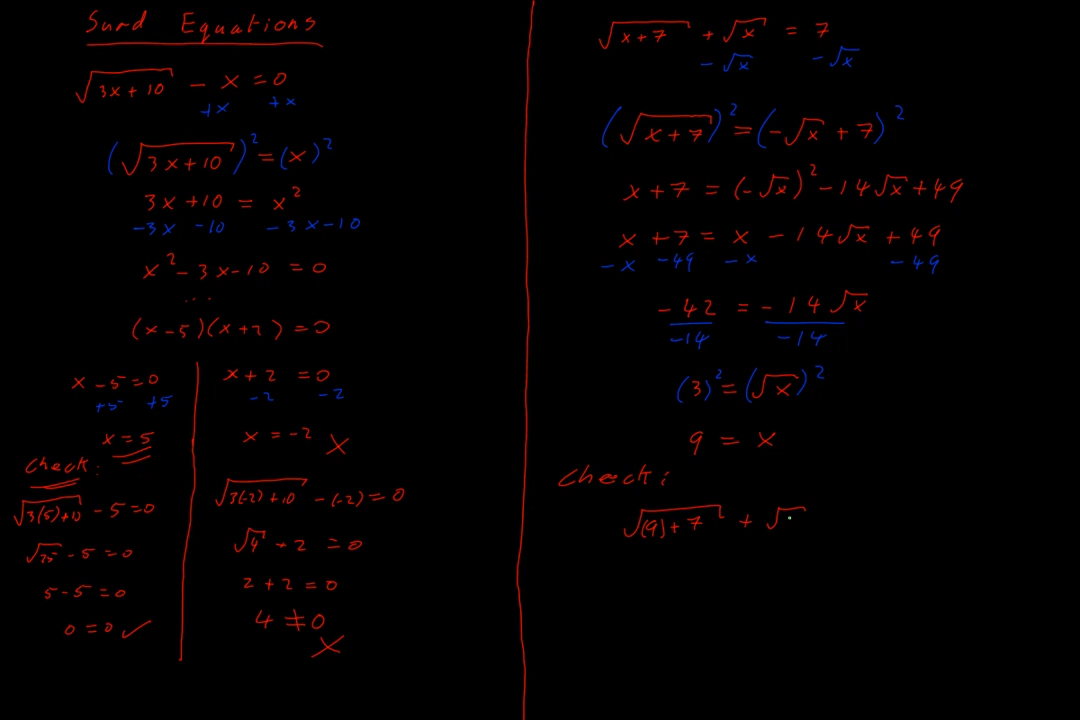 Surd Equations
√(3x+10) - x = 0
+x +x
(√(3x+10))² = (x)²
3x+10 = x²
-3x -10 -3x-10
x² - 3x - 10 = 0
...
(x-5)(x+2) = 0
x - 5 = 0
+5 +5
x = 5
Check:
√(3(5)+10) - 5 = 0
√25 - 5 = 0
5 - 5 = 0
0 = 0 ✓
x + 2 = 0
-2 -2
x = -2 X
√(3(-2)+10) - (-2) = 0
√4 + 2 = 0
2 + 2 = 0
4 ≠ 0
X
√(x+7) + √x = 7
-√x -√x
(√(x+7))² = (-√x + 7)²
x + 7 = (-√x)² - 14√x + 49
x + 7 = x - 14√x + 49
-x -49 -x -49
-42 = -14√x
-14 -14
(3)² = (√x)²
9 = x
Check:
√((9)+7) + √